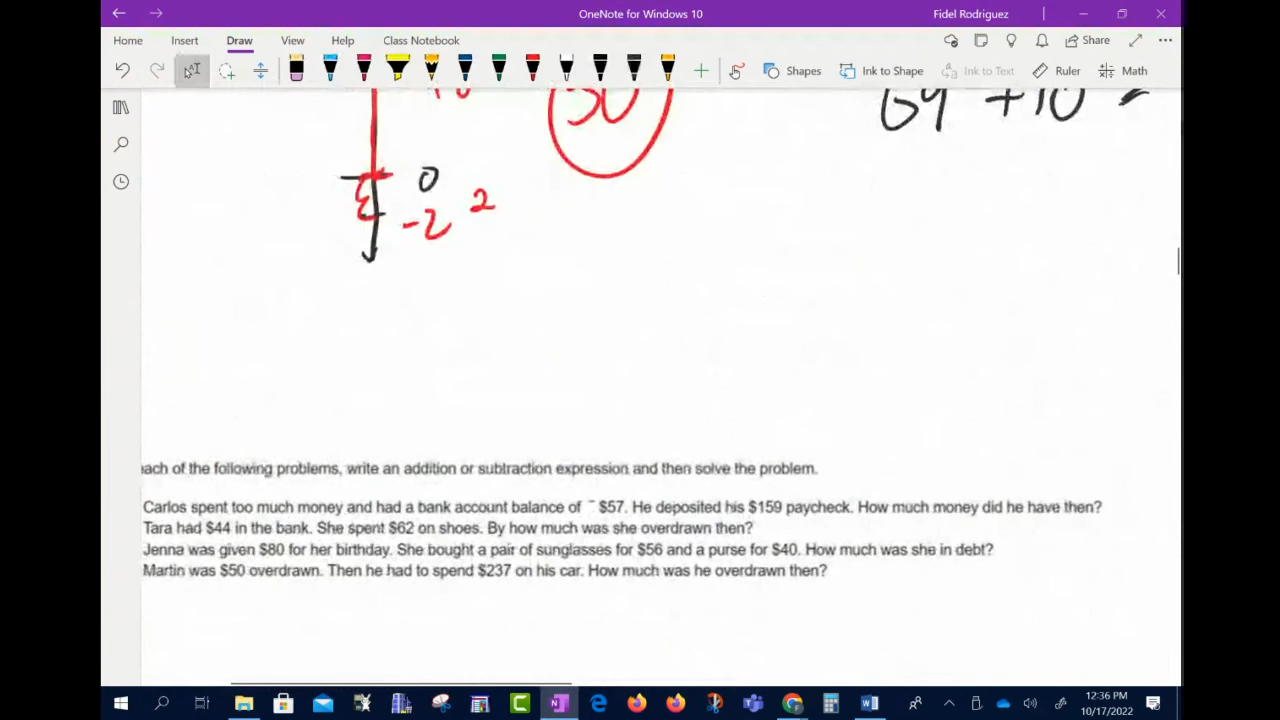 OneNote for Windows 10
Fidel Rodriguez
Home Insert Draw View Help Class Notebook
Share
Shapes Ink to Shape Ink to Text Ruler Math
64 + 10 =
0
-2 2
ach of the following problems, write an addition or subtraction expression and then solve the problem.
Carlos spent too much money and had a bank account balance of ⁻$57. He deposited his $159 paycheck. How much money did he have then?
Tara had $44 in the bank. She spent $62 on shoes. By how much was she overdrawn then?
Jenna was given $80 for her birthday. She bought a pair of sunglasses for $56 and a purse for $40. How much was she in debt?
Martin was $50 overdrawn. Then he had to spend $237 on his car. How much was he overdrawn then?
12:36 PM
10/17/2022